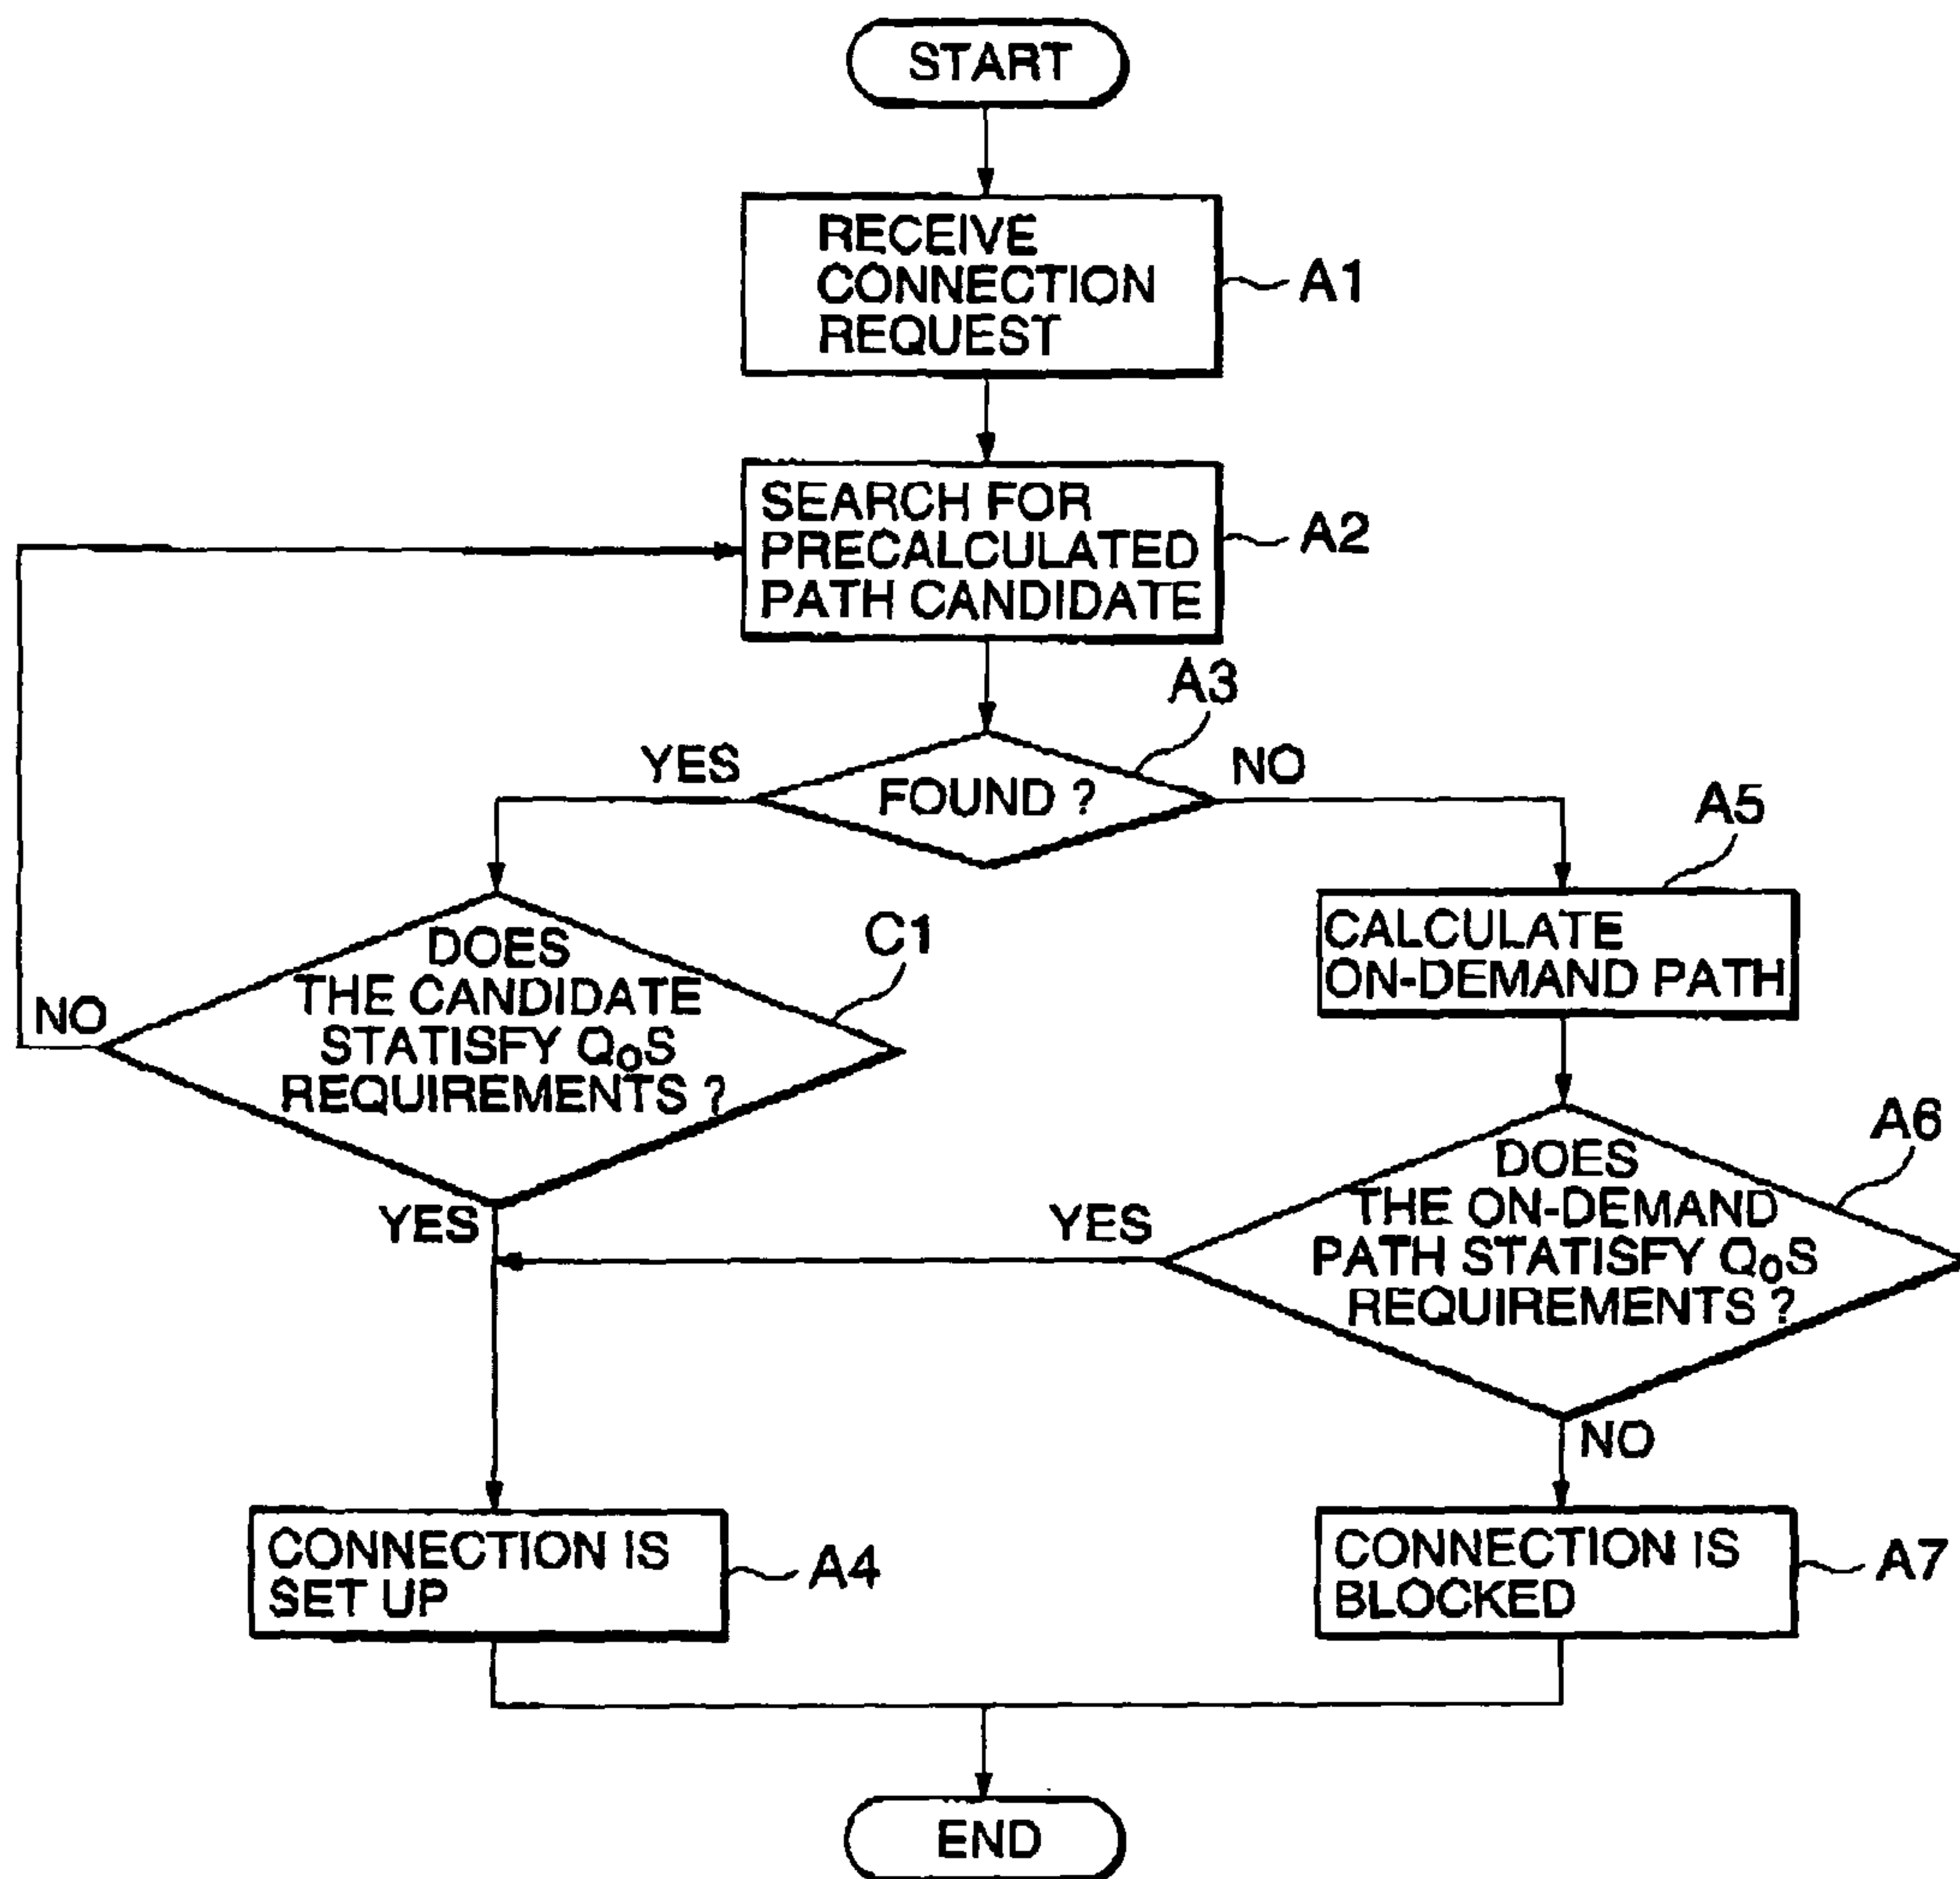 START
RECEIVE
CONNECTION
REQUEST
A1
SEARCH FOR
PRECALCULATED
PATH CANDIDATE
A2
A3
YES
FOUND ?
NO
A5
CALCULATE
ON-DEMAND PATH
C1
DOES
THE CANDIDATE
STATISFY QoS
REQUIREMENTS ?
NO
YES
A6
DOES
THE ON-DEMAND
PATH STATISFY QoS
REQUIREMENTS ?
YES
NO
CONNECTION IS
SET UP
A4
CONNECTION IS
BLOCKED
A7
END